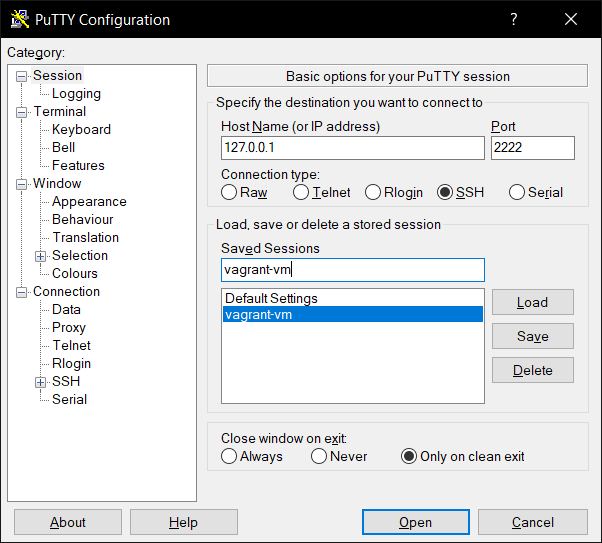 PuTTY Configuration
?
Category:
Session
Logging
Terminal
Keyboard
Bell
Features
Window
Appearance
Behaviour
Translation
Selection
Colours
Connection
Data
Proxy
Telnet
Rlogin
SSH
Serial
Basic options for your PuTTY session
Specify the destination you want to connect to
Host Name (or IP address) Port
127.0.0.1 2222
Connection type:
Raw Telnet Rlogin SSH Serial
Load, save or delete a stored session
Saved Sessions
vagrant-vm
Default Settings
vagrant-vm
Load
Save
Delete
Close window on exit:
Always Never Only on clean exit
About Help Open Cancel